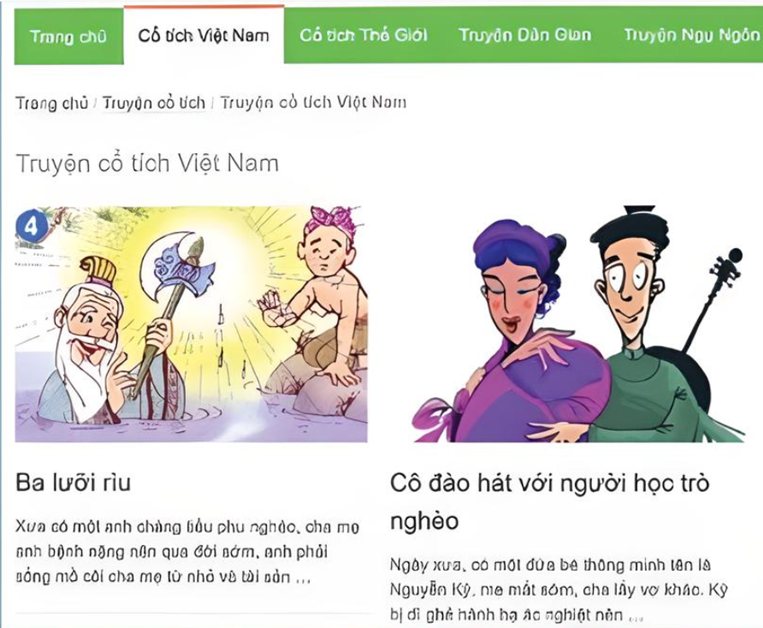 Trang chủ Cổ tích Việt Nam Cổ tích Thế Giới Truyện Dân Gian Truyện Ngụ Ngôn
Trang chủ / Truyện cổ tích / Truyện cổ tích Việt Nam
Truyện cổ tích Việt Nam
4
Ba lưỡi rìu
Xưa có một anh chàng tiều phu nghèo, cha mẹ
anh bệnh nặng nên qua đời sớm, anh phải
sống mồ côi cha mẹ từ nhỏ và tài sản ...
Cô đào hát với người học trò
nghèo
Ngày xưa, có một đứa bé thông minh tên là
Nguyễn Kỳ, mẹ mất sớm, cha lấy vợ khác. Kỳ
bị dì ghẻ hành hạ ác nghiệt nên ...